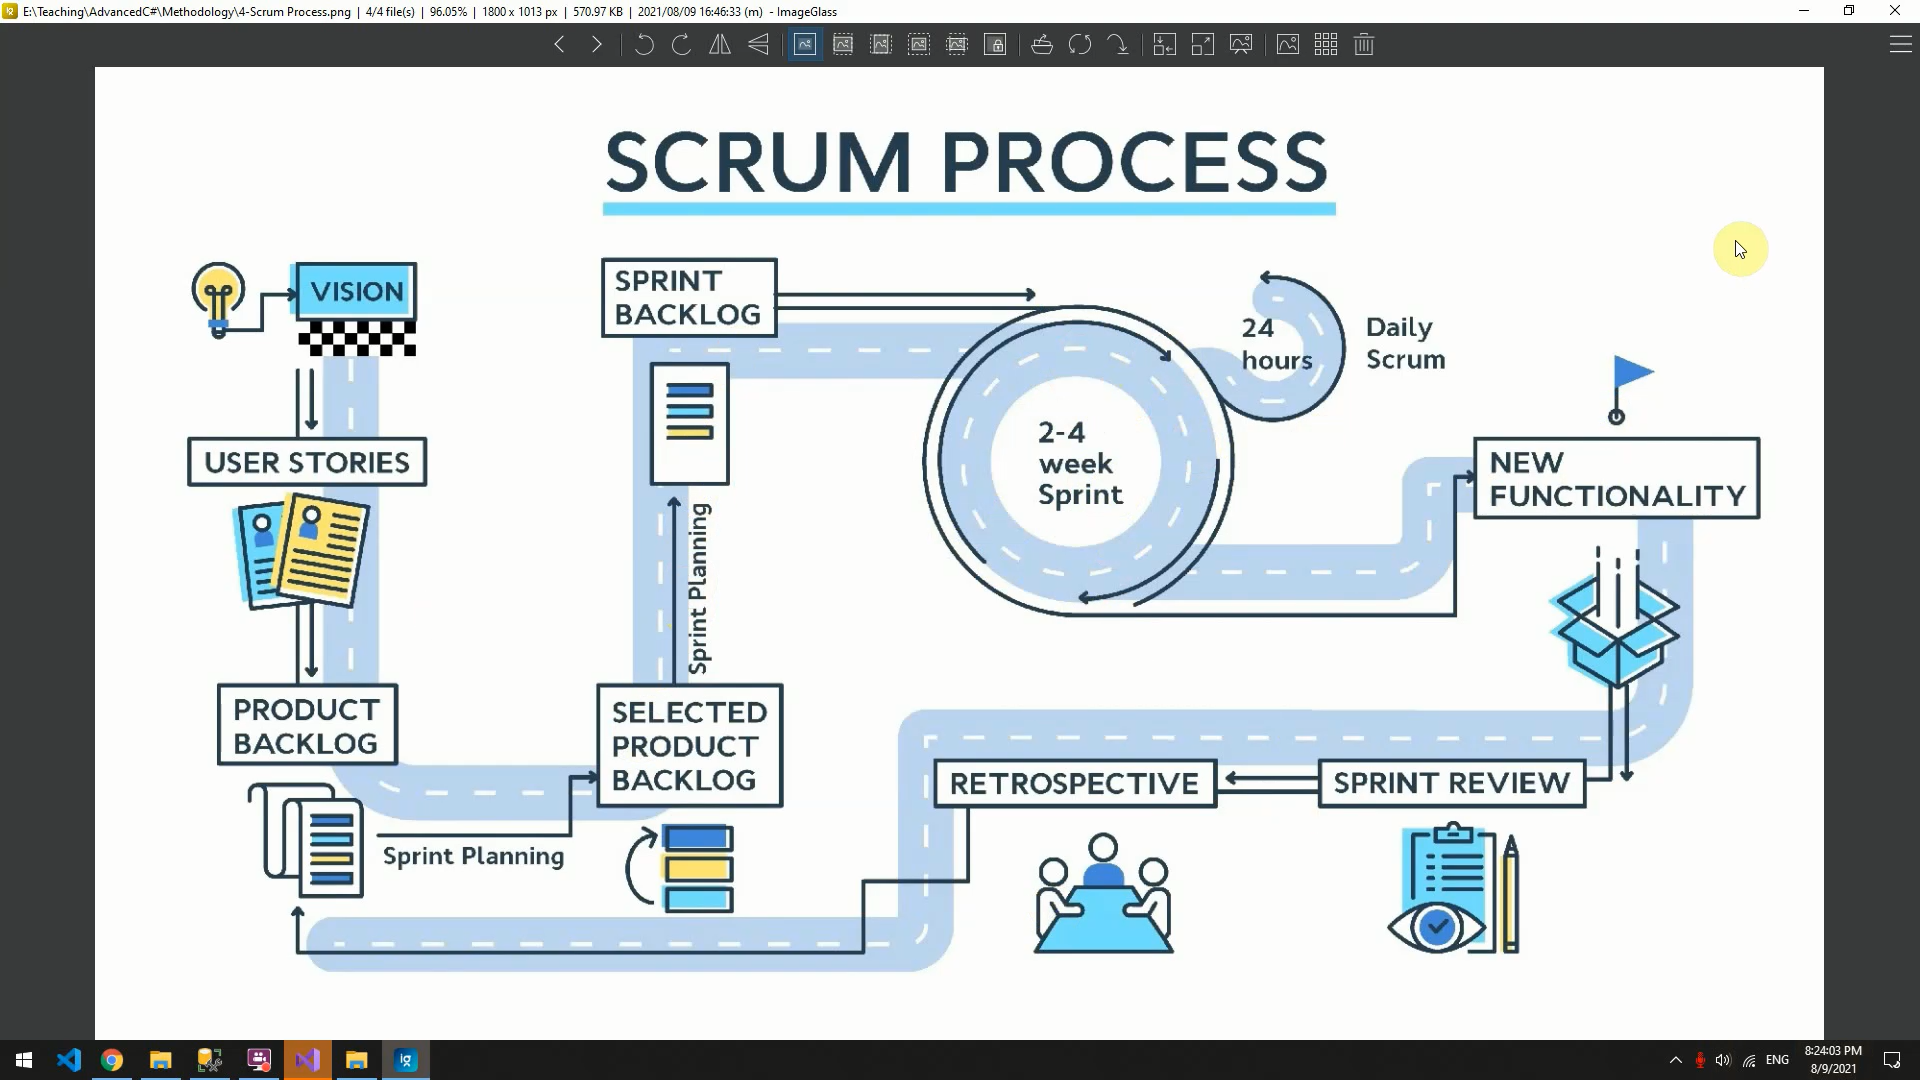 E:\Teaching\AdvancedC#\Methodology\4-Scrum Process.png | 4/4 file(s) | 96.05% | 1800 x 1013 px | 570.97 KB | 2021/08/09 16:46:33 (m) - ImageGlass
SCRUM PROCESS
VISION
USER STORIES
PRODUCT
BACKLOG
Sprint Planning
SELECTED
PRODUCT
BACKLOG
Sprint Planning
SPRINT
BACKLOG
2-4
week
Sprint
24
hours
Daily
Scrum
NEW
FUNCTIONALITY
SPRINT REVIEW
RETROSPECTIVE
ig
ENG
8:24:03 PM
8/9/2021